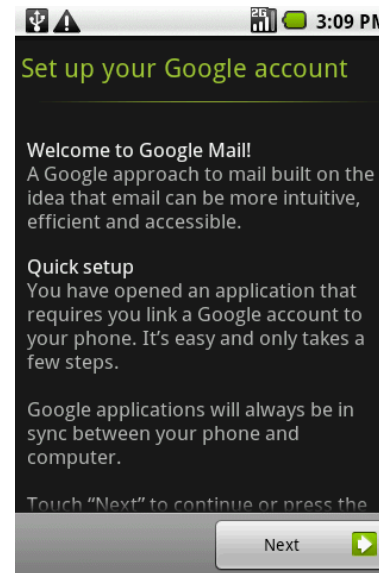 2G
3:09 PM
Set up your Google account
Welcome to Google Mail!
A Google approach to mail built on the
idea that email can be more intuitive,
efficient and accessible.
Quick setup
You have opened an application that
requires you link a Google account to
your phone. It’s easy and only takes a
few steps.
Google applications will always be in
sync between your phone and
computer.
Touch “Next” to continue or press the
Next